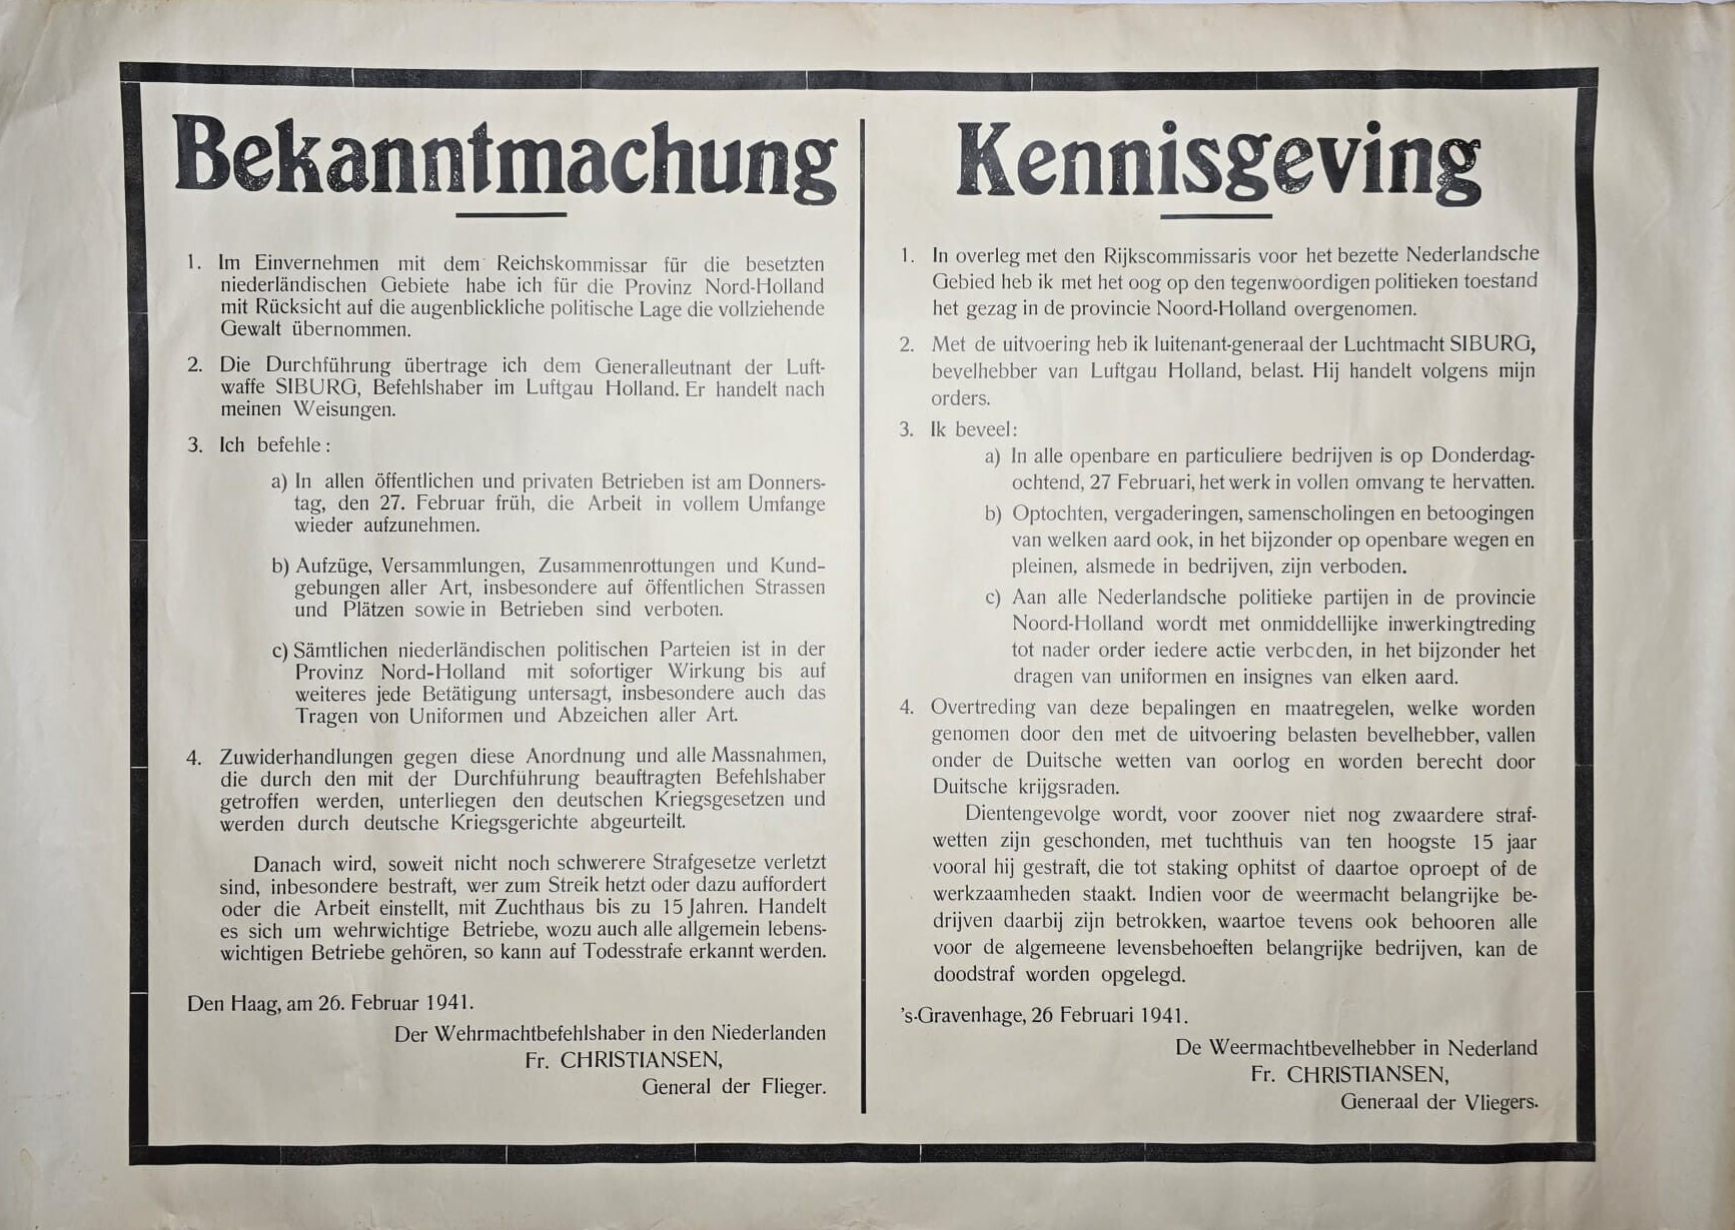 Bekanntmachung
1. Im Einvernehmen mit dem Reichskommissar für die besetzten
niederländischen Gebiete habe ich für die Provinz Nord-Holland
mit Rücksicht auf die augenblickliche politische Lage die vollziehende
Gewalt übernommen.
2. Die Durchführung übertrage ich dem Generalleutnant der Luft-
waffe SIBURG, Befehlshaber im Luftgau Holland. Er handelt nach
meinen Weisungen.
3. Ich befehle:
a) In allen öffentlichen und privaten Betrieben ist am Donners-
tag, den 27. Februar früh, die Arbeit in vollem Umfange
wieder aufzunehmen.
b) Aufzüge, Versammlungen, Zusammenrottungen und Kund-
gebungen aller Art, insbesondere auf öffentlichen Strassen
und Plätzen sowie in Betrieben sind verboten.
c) Sämtlichen niederländischen politischen Parteien ist in der
Provinz Nord-Holland mit sofortiger Wirkung bis auf
weiteres jede Betätigung untersagt, insbesondere auch das
Tragen von Uniformen und Abzeichen aller Art.
4. Zuwiderhandlungen gegen diese Anordnung und alle Massnahmen,
die durch den mit der Durchführung beauftragten Befehlshaber
getroffen werden, unterliegen den deutschen Kriegsgesetzen und
werden durch deutsche Kriegsgerichte abgeurteilt.
Danach wird, soweit nicht noch schwerere Strafgesetze verletzt
sind, inbesondere bestraft, wer zum Streik hetzt oder dazu auffordert
oder die Arbeit einstellt, mit Zuchthaus bis zu 15 Jahren. Handelt
es sich um wehrwichtige Betriebe, wozu auch alle allgemein lebens-
wichtigen Betriebe gehören, so kann auf Todesstrafe erkannt werden.
Den Haag, am 26. Februar 1941.
Der Wehrmachtbefehlshaber in den Niederlanden
Fr. CHRISTIANSEN,
General der Flieger.
Kennisgeving
1. In overleg met den Rijkscommissaris voor het bezette Nederlandsche
Gebied heb ik met het oog op den tegenwoordigen politieken toestand
het gezag in de provincie Noord-Holland overgenomen.
2. Met de uitvoering heb ik luitenant-generaal der Luchtmacht SIBURG,
bevelhebber van Luftgau Holland, belast. Hij handelt volgens mijn
orders.
3. Ik beveel:
a) In alle openbare en particuliere bedrijven is op Donderdag-
ochtend, 27 Februari, het werk in vollen omvang te hervatten.
b) Optochten, vergaderingen, samenscholingen en betoogingen
van welken aard ook, in het bijzonder op openbare wegen en
pleinen, alsmede in bedrijven, zijn verboden.
c) Aan alle Nederlandsche politieke partijen in de provincie
Noord-Holland wordt met onmiddellijke inwerkingtreding
tot nader order iedere actie verbcden, in het bijzonder het
dragen van uniformen en insignes van elken aard.
4. Overtreding van deze bepalingen en maatregelen, welke worden
genomen door den met de uitvoering belasten bevelhebber, vallen
onder de Duitsche wetten van oorlog en worden berecht door
Duitsche krijgsraden.
Dientengevolge wordt, voor zoover niet nog zwaardere straf-
wetten zijn geschonden, met tuchthuis van ten hoogste 15 jaar
vooral hij gestraft, die tot staking ophitst of daartoe oproept of de
werkzaamheden staakt. Indien voor de weermacht belangrijke be-
drijven daarbij zijn betrokken, waartoe tevens ook behooren alle
voor de algemeene levensbehoeften belangrijke bedrijven, kan de
doodstraf worden opgelegd.
's-Gravenhage, 26 Februari 1941.
De Weermachtbevelhebber in Nederland
Fr. CHRISTIANSEN,
Generaal der Vliegers.